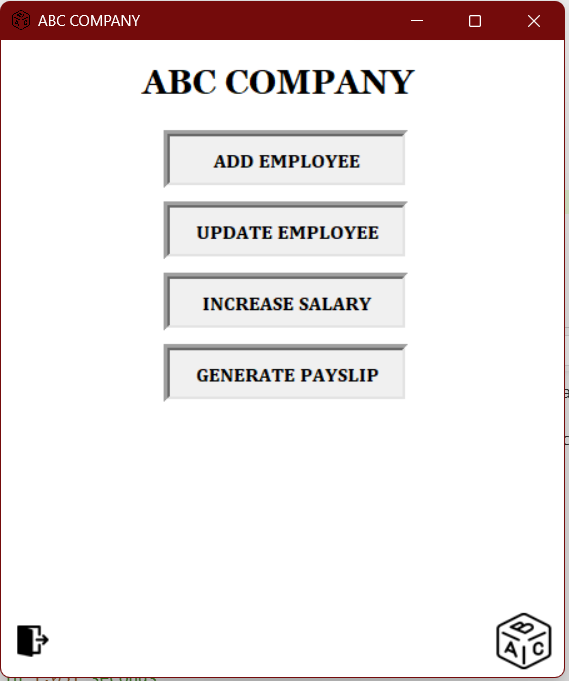 ABC COMPANY
ABC COMPANY
ADD EMPLOYEE
UPDATE EMPLOYEE
INCREASE SALARY
GENERATE PAYSLIP
B
A C